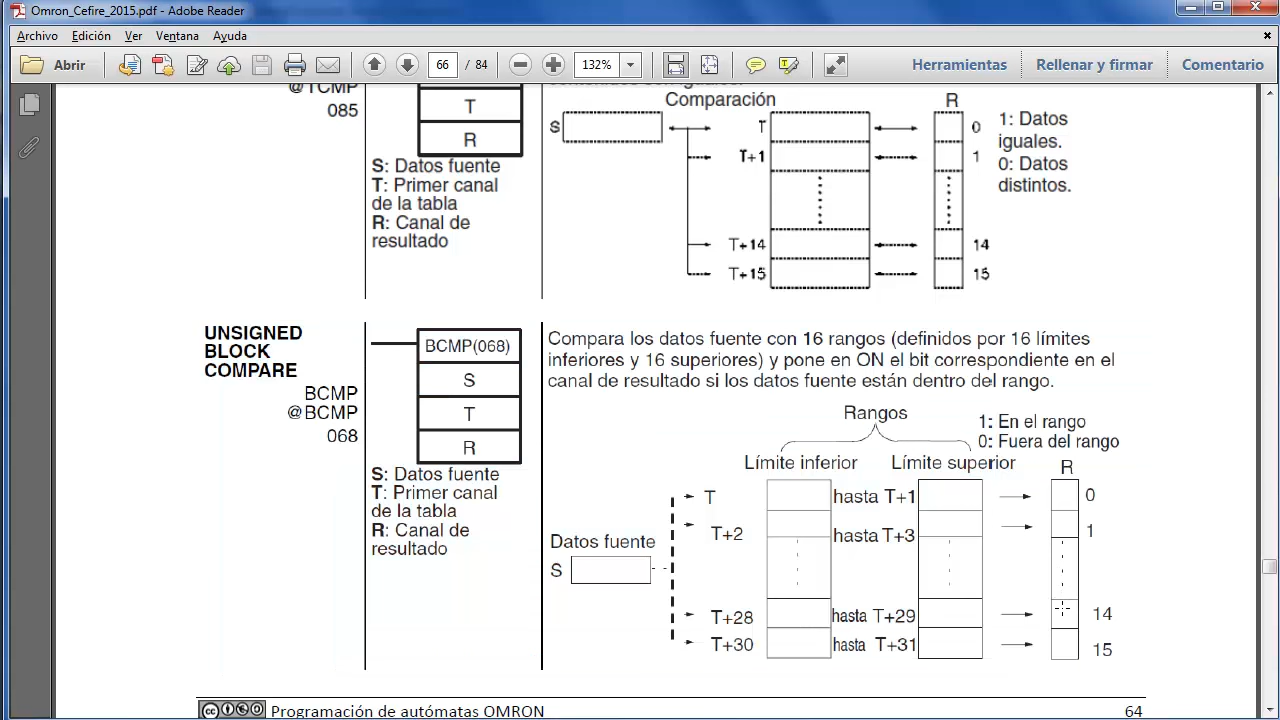 Omron_Cefire_2015.pdf - Adobe Reader
Archivo Edición Ver Ventana Ayuda
Abrir 66 / 84 132% Herramientas Rellenar y firmar Comentario
@TCMP
085
T
R
S: Datos fuente
T: Primer canal
de la tabla
R: Canal de
resultado
Comparación
R
S
T
0
T+1
1
T+14
14
T+15
15
1: Datos
iguales.
0: Datos
distintos.
UNSIGNED
BLOCK
COMPARE
BCMP
@BCMP
068
BCMP(068)
S
T
R
S: Datos fuente
T: Primer canal
de la tabla
R: Canal de
resultado
Compara los datos fuente con 16 rangos (definidos por 16 límites
inferiores y 16 superiores) y pone en ON el bit correspondiente en el
canal de resultado si los datos fuente están dentro del rango.
Rangos
1: En el rango
0: Fuera del rango
Límite inferior Límite superior
R
T hasta T+1 0
T+2 hasta T+3 1
Datos fuente
S
T+28 hasta T+29 14
T+30 hasta T+31 15
Programación de autómatas OMRON 64